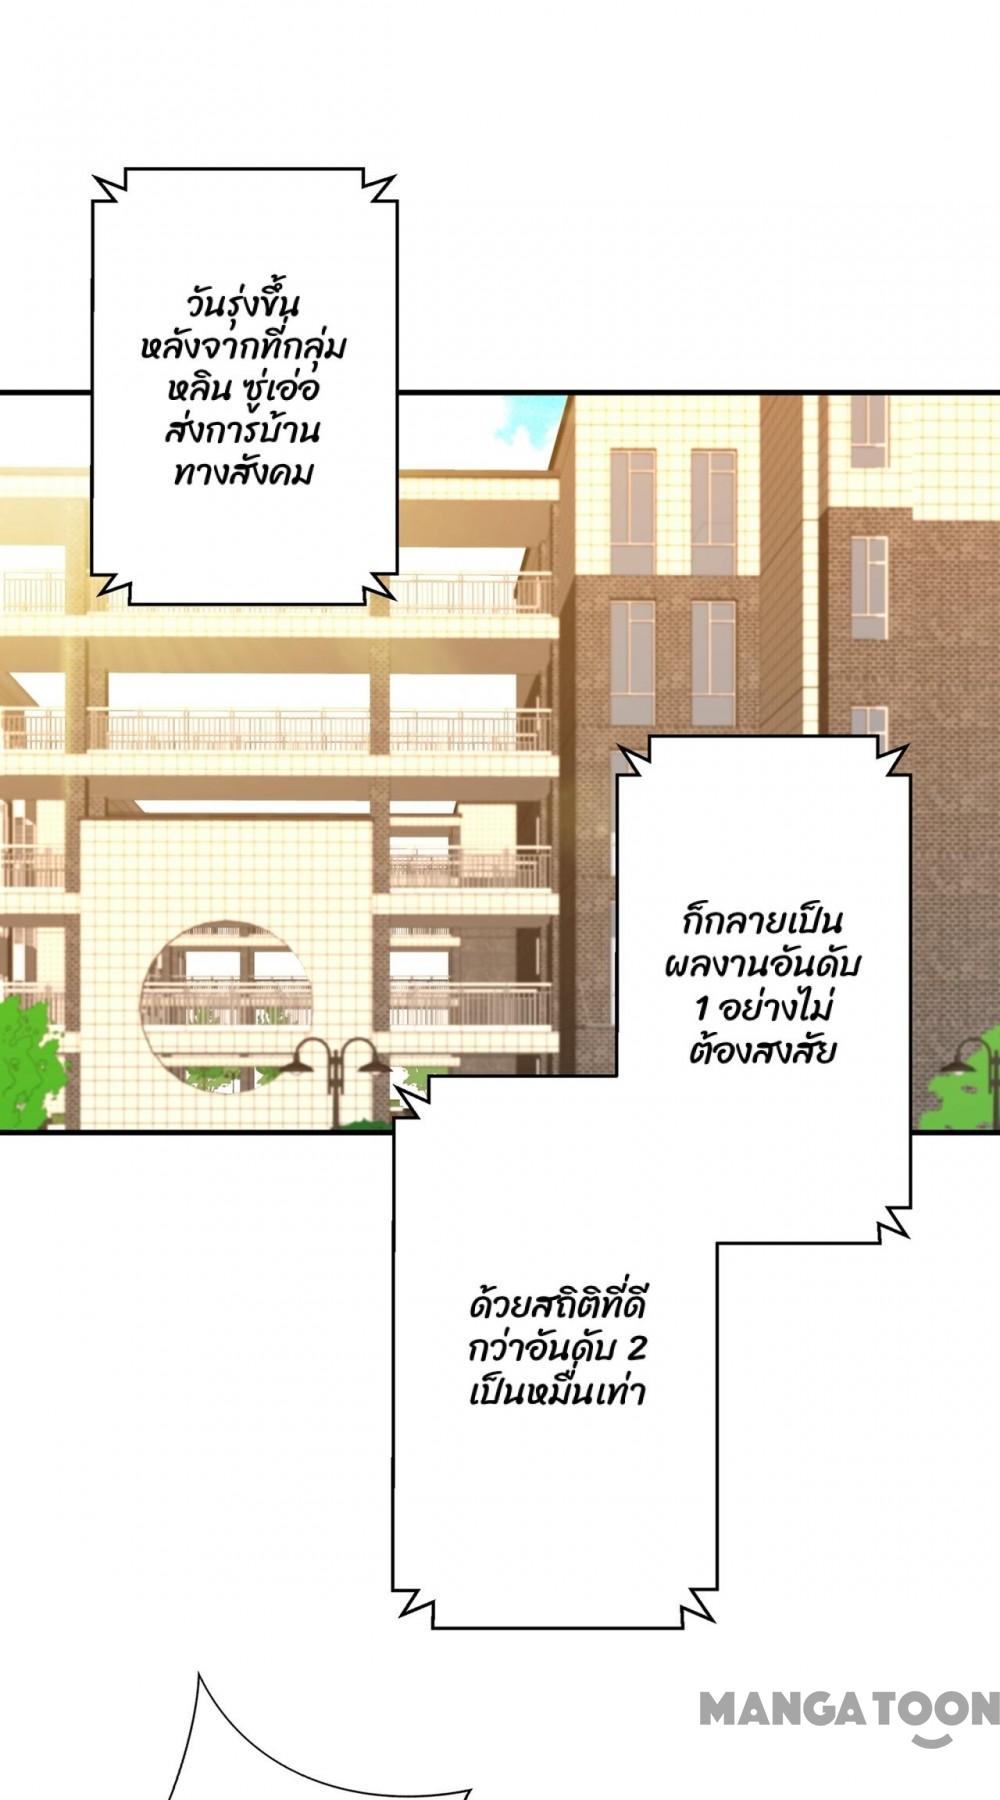 วันรุ่งขึ้น
หลังจากที่กลุ่ม
หลิน ซู่เอ่อ
ส่งการบ้าน
ทางสังคม
ก็กลายเป็น
ผลงานอันดับ
1 อย่างไม่
ต้องสงสัย
ด้วยสถิติที่ดี
กว่าอันดับ 2
เป็นหมื่นเท่า
MANGATOON